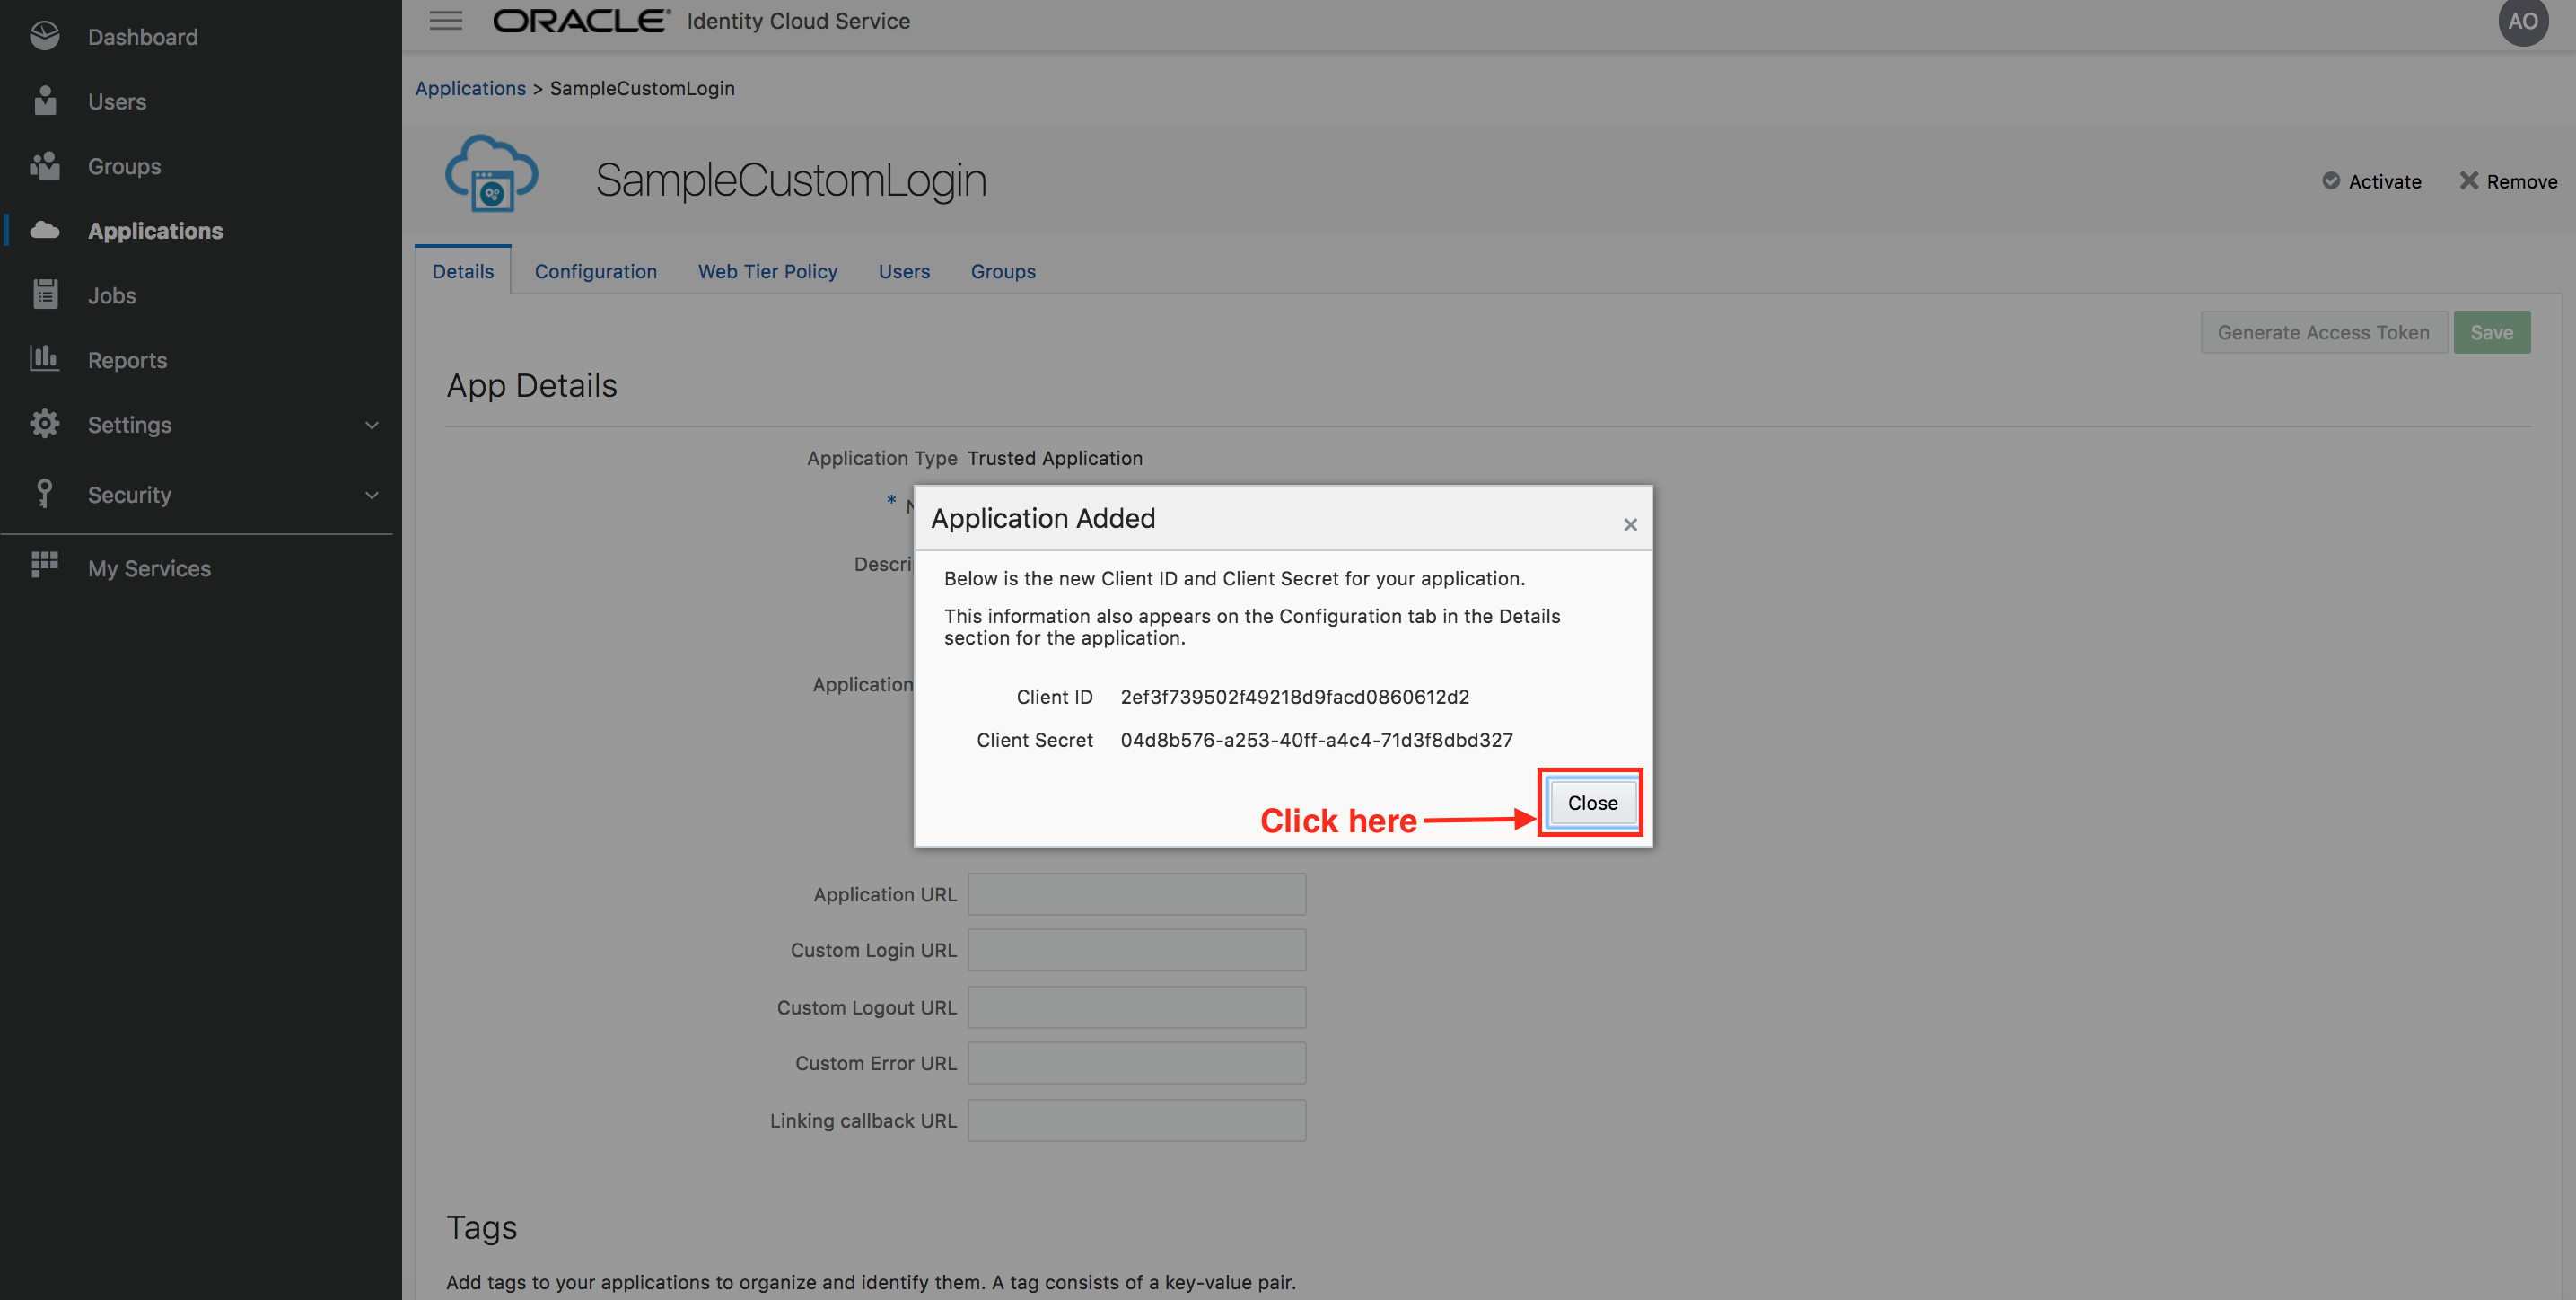 Dashboard
Users
Groups
Applications
Jobs
Reports
Settings
Security
My Services
ORACLE® Identity Cloud Service
AO
Applications > SampleCustomLogin
SampleCustomLogin
Activate
Remove
Details Configuration Web Tier Policy Users Groups
Generate Access Token Save
App Details
Application Type Trusted Application
* N
Descri
Application
Application Added
×
Below is the new Client ID and Client Secret for your application.
This information also appears on the Configuration tab in the Details
section for the application.
Client ID 2ef3f739502f49218d9facd0860612d2
Client Secret 04d8b576-a253-40ff-a4c4-71d3f8dbd327
Close
Click here
Application URL
Custom Login URL
Custom Logout URL
Custom Error URL
Linking callback URL
Tags
Add tags to your applications to organize and identify them. A tag consists of a key-value pair.